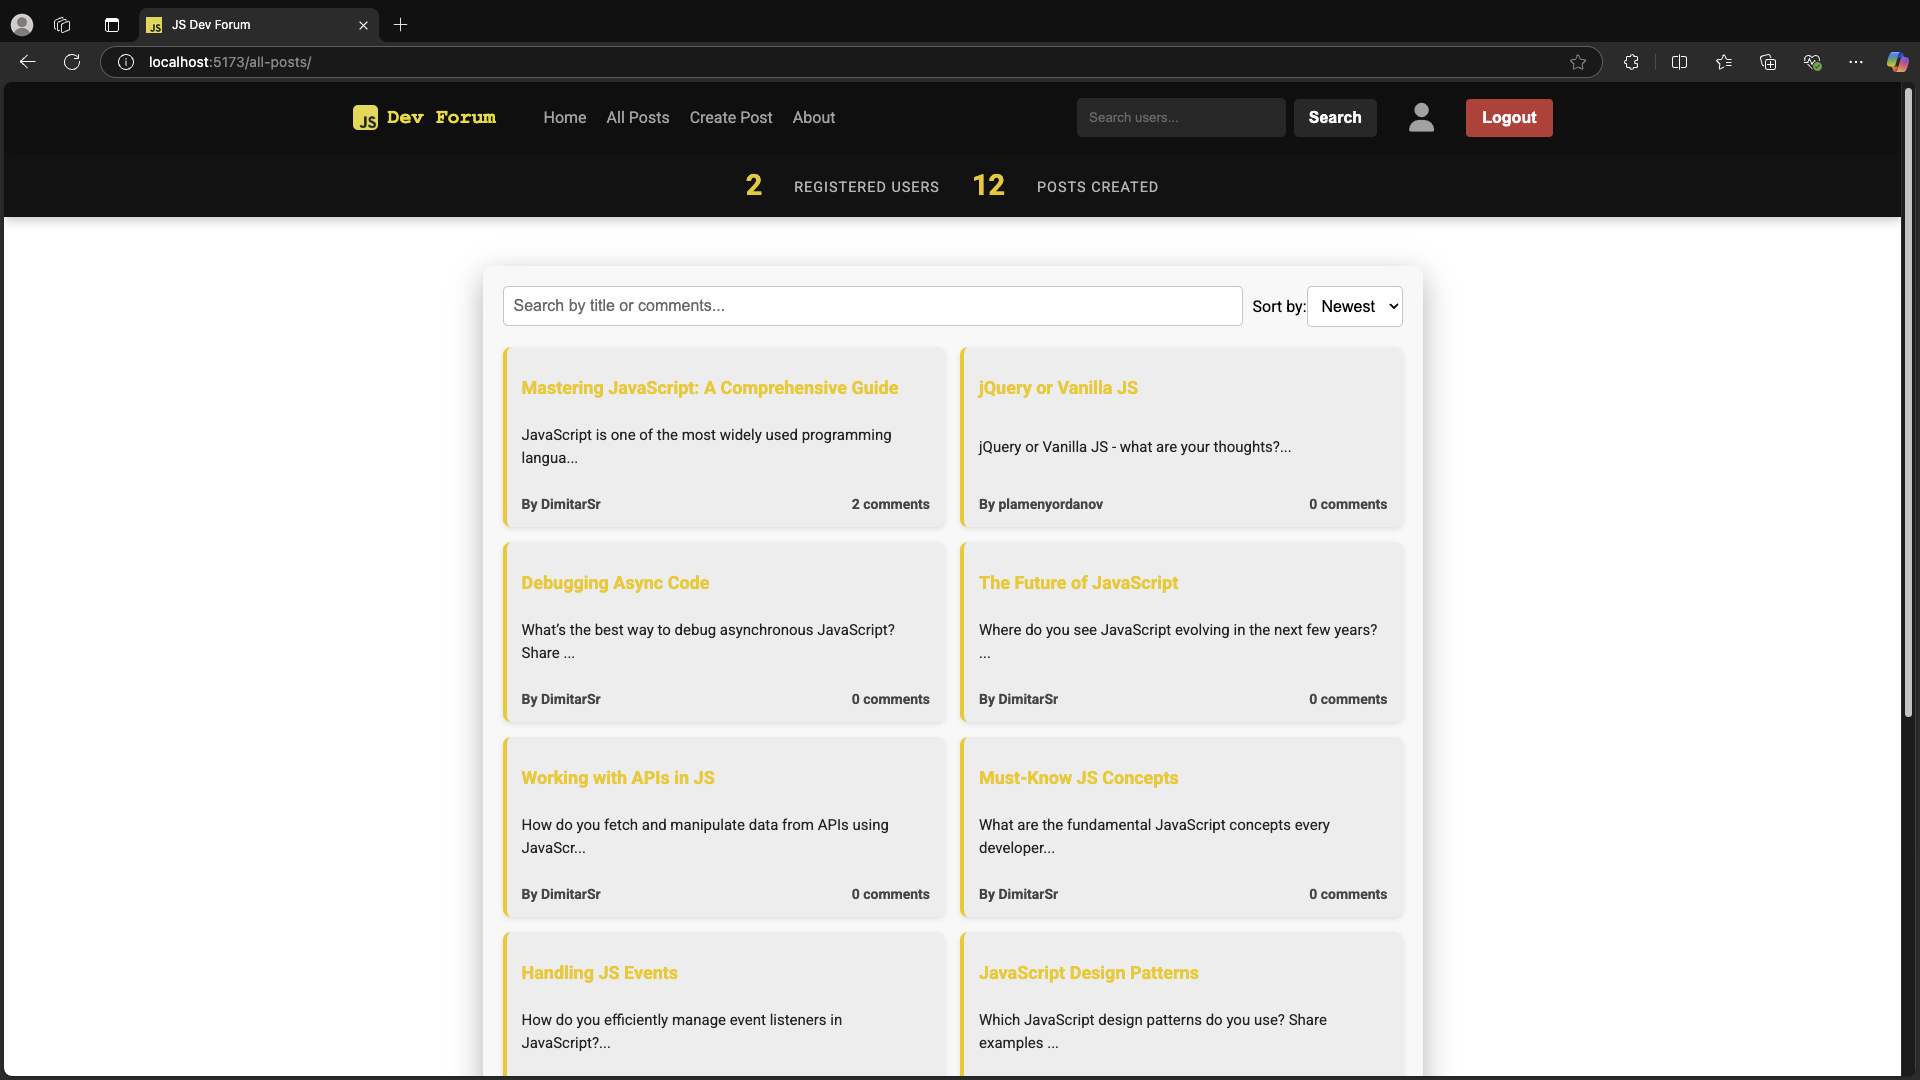 JS JS Dev Forum
localhost:5173/all-posts/
JS Dev Forum Home All Posts Create Post About Search users... Search Logout
2 REGISTERED USERS 12 POSTS CREATED
Search by title or comments... Sort by: Newest
Mastering JavaScript: A Comprehensive Guide
JavaScript is one of the most widely used programming
langua...
By DimitarSr 2 comments
jQuery or Vanilla JS
jQuery or Vanilla JS - what are your thoughts?...
By plamenyordanov 0 comments
Debugging Async Code
What's the best way to debug asynchronous JavaScript?
Share ...
By DimitarSr 0 comments
The Future of JavaScript
Where do you see JavaScript evolving in the next few years?
...
By DimitarSr 0 comments
Working with APIs in JS
How do you fetch and manipulate data from APIs using
JavaScr...
By DimitarSr 0 comments
Must-Know JS Concepts
What are the fundamental JavaScript concepts every
developer...
By DimitarSr 0 comments
Handling JS Events
How do you efficiently manage event listeners in
JavaScript?...
JavaScript Design Patterns
Which JavaScript design patterns do you use? Share
examples ...